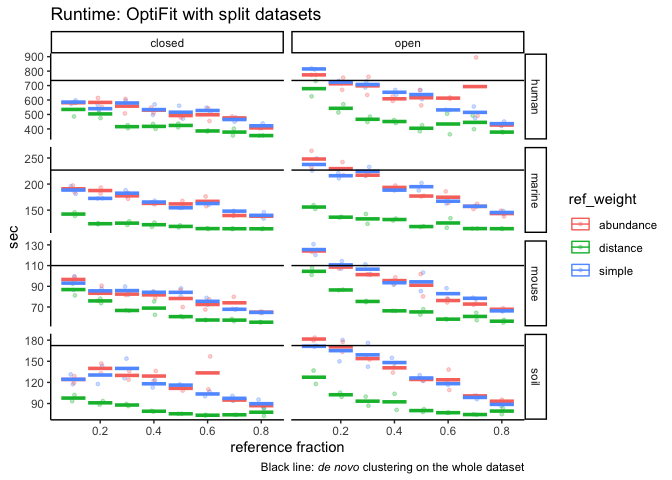 Runtime: OptiFit with split datasets
closed
open
900
800
700
600
500
400
human
250
200
150
marine
130
110
90
70
mouse
180
150
120
90
soil
sec
0.2 0.4 0.6 0.8
0.2 0.4 0.6 0.8
reference fraction
ref_weight
abundance
distance
simple
Black line: de novo clustering on the whole dataset